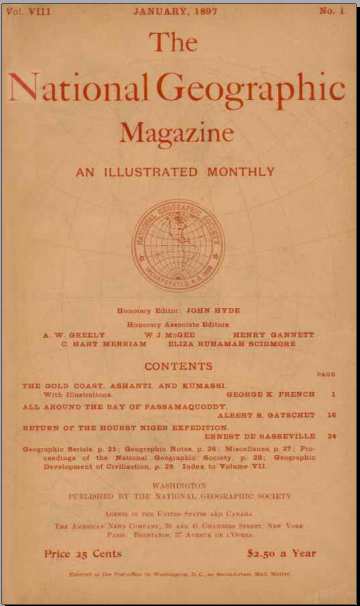 Vol. VIII JANUARY, 1897 No. 1
The
National Geographic
Magazine
AN ILLUSTRATED MONTHLY
NATIONAL GEOGRAPHIC SOCIETY
INCORPORATED A.D. 1888
Honorary Editor: JOHN HYDE
Honorary Associate Editors
A. W. GREELY W J McGEE HENRY GANNETT
C. HART MERRIAM ELIZA RUHAMAH SCIDMORE
CONTENTS
PAGE
THE GOLD COAST, ASHANTI, AND KUMASSI.
With Illustrations. GEORGE K. FRENCH 1
ALL AROUND THE BAY OF PASSAMAQUODDY.
ALBERT S. GATSCHET 16
RETURN OF THE HOURST NIGER EXPEDITION.
ERNEST DE SASSEVILLE 24
Geographic Serials, p. 25; Geographic Notes, p. 26; Miscellanea, p. 27; Pro-
ceedings of the National Geographic Society, p. 28; Geographic
Development of Civilization, p. 29. Index to Volume VII.
WASHINGTON
PUBLISHED BY THE NATIONAL GEOGRAPHIC SOCIETY
Agents in the United States and Canada
The American News Company, 39 and 41 Chambers Street, New York
Paris: Brentanos, 37 Avenue de l'Opera
Price 25 Cents $2.50 a Year
Entered at the Post-office in Washington, D. C., as Second-class Mail Matter.